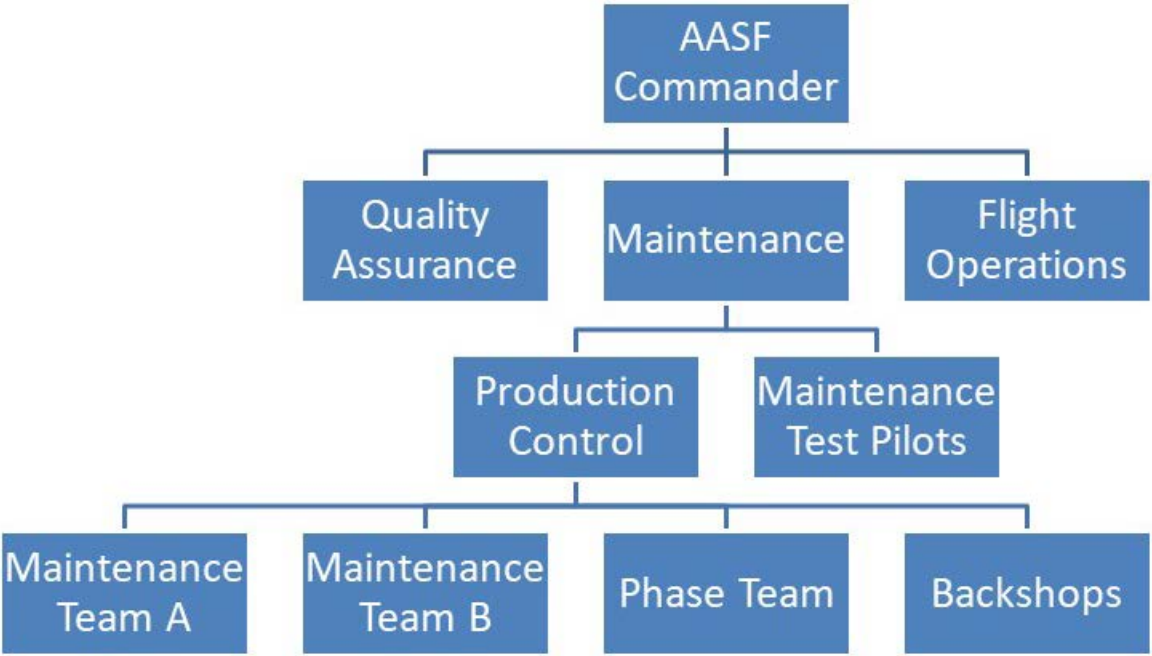 AASF
Commander
Quality
Assurance
Maintenance
Flight
Operations
Production
Control
Maintenance
Test Pilots
Maintenance
Team A
Maintenance
Team B
Phase Team
Backshops